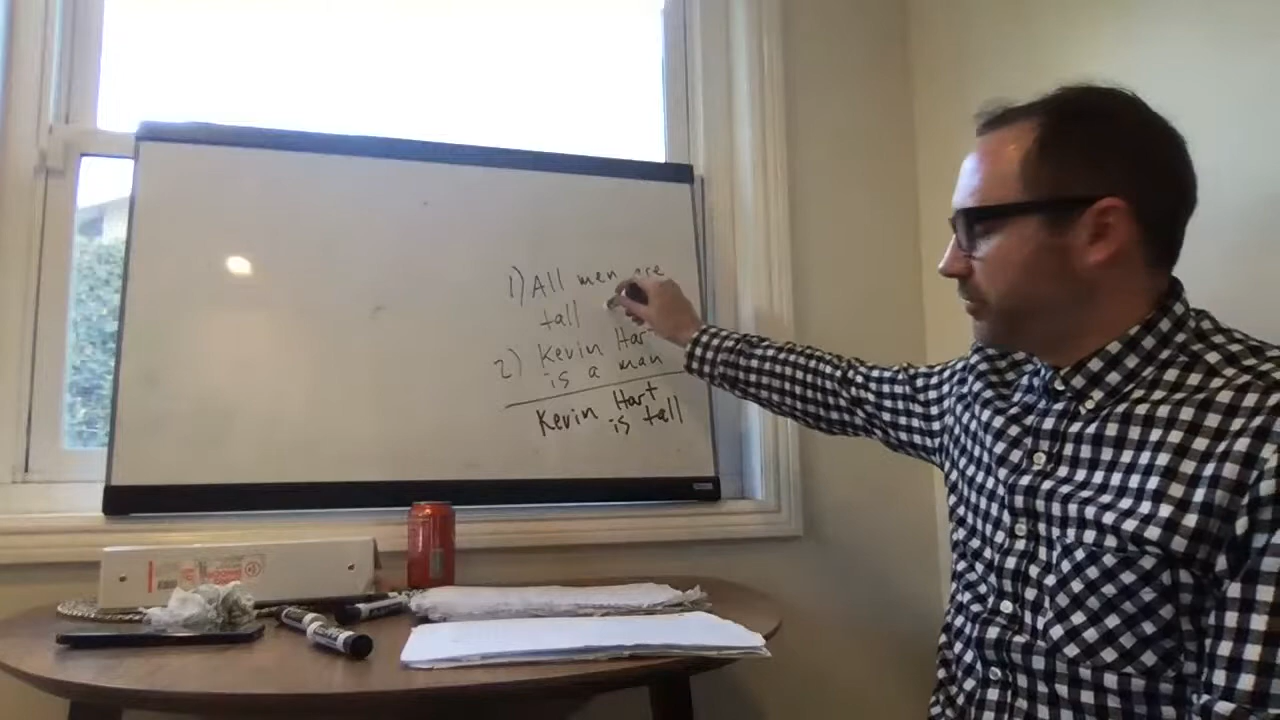 1) All men are
tall
2) Kevin Hart
is a man
Kevin Hart
is tall